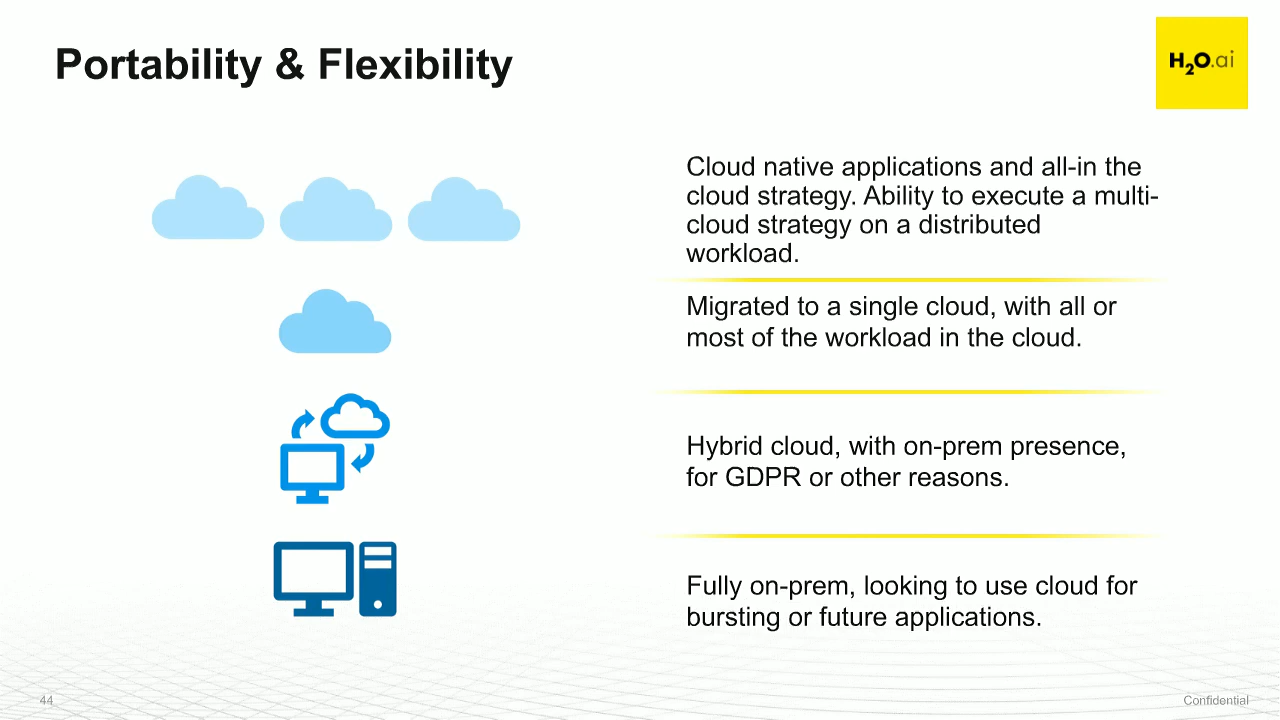 Portability & Flexibility
H2O.ai
Cloud native applications and all-in the
cloud strategy. Ability to execute a multi-
cloud strategy on a distributed
workload.
Migrated to a single cloud, with all or
most of the workload in the cloud.
Hybrid cloud, with on-prem presence,
for GDPR or other reasons.
Fully on-prem, looking to use cloud for
bursting or future applications.
44
Confidential